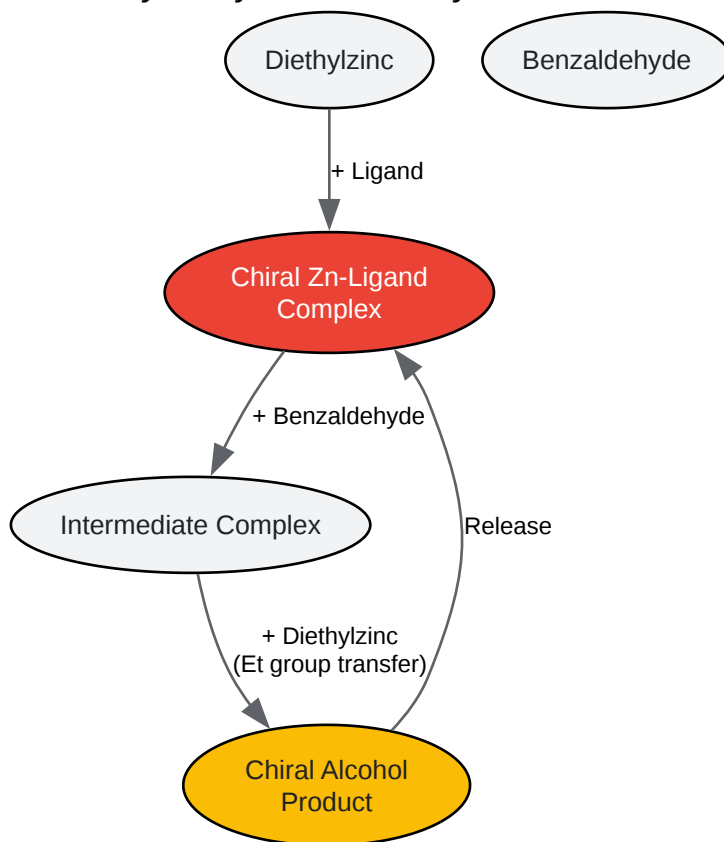 Diethylzinc
Benzaldehyde
+ Ligand
Chiral Zn-Ligand
Complex
+ Benzaldehyde
Intermediate Complex
Release
+ Diethylzinc
(Et group transfer)
Chiral Alcohol
Product